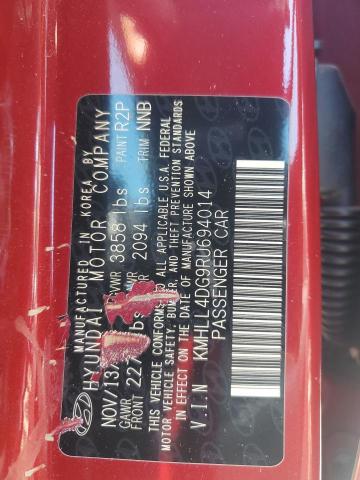 MANUFACTURED IN KOREA BY
HYUNDAI MOTOR COMPANY
NOV/13/ GVWR 3858 lbs PAINT R2P
GAWR FRONT lbs 2094 lbs TRIM NNB
THIS VEHICLE CONFORMS TO ALL APPLICABLE U.S.A. FEDERAL
MOTOR VEHICLE SAFETY, BUMPER, AND THEFT PREVENTION STANDARDS
IN EFFECT ON THE DATE OF MANUFACTURE SHOWN ABOVE
V.I.N KMHLL4DG9RU694014
PASSENGER CAR